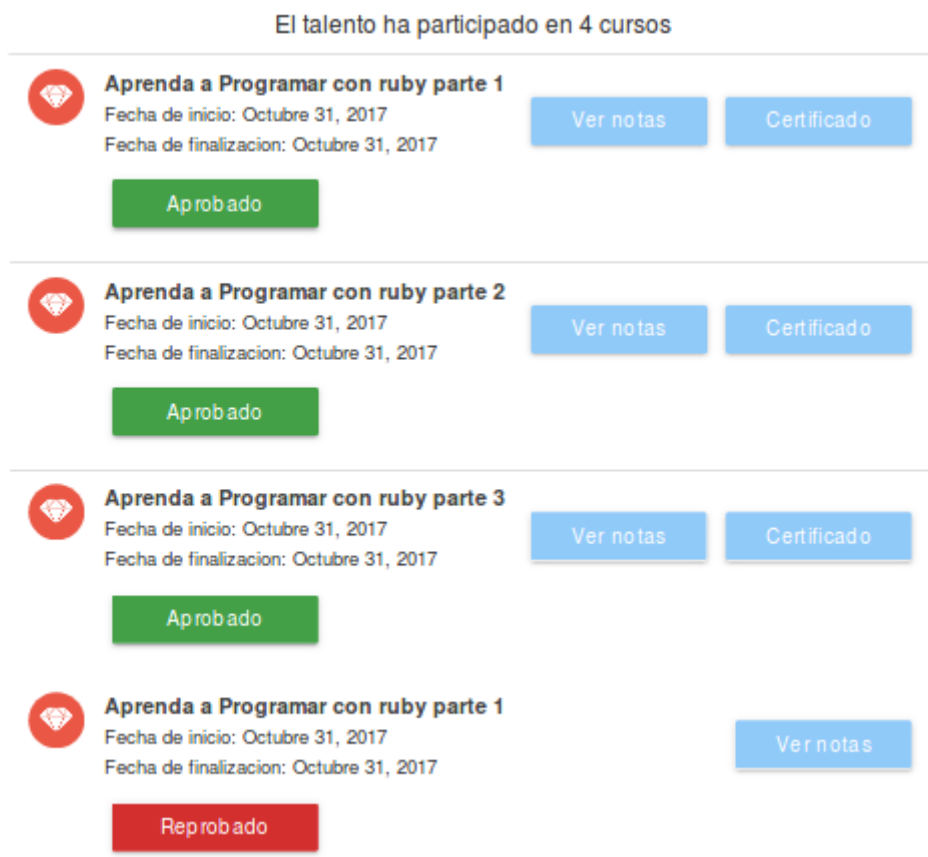 El talento ha participado en 4 cursos
Aprenda a Programar con ruby parte 1
Fecha de inicio: Octubre 31, 2017
Fecha de finalizacion: Octubre 31, 2017
Ver notas
Certificado
Aprobado
Aprenda a Programar con ruby parte 2
Fecha de inicio: Octubre 31, 2017
Fecha de finalizacion: Octubre 31, 2017
Ver notas
Certificado
Aprobado
Aprenda a Programar con ruby parte 3
Fecha de inicio: Octubre 31, 2017
Fecha de finalizacion: Octubre 31, 2017
Ver notas
Certificado
Aprobado
Aprenda a Programar con ruby parte 1
Fecha de inicio: Octubre 31, 2017
Fecha de finalizacion: Octubre 31, 2017
Ver notas
Reprobado